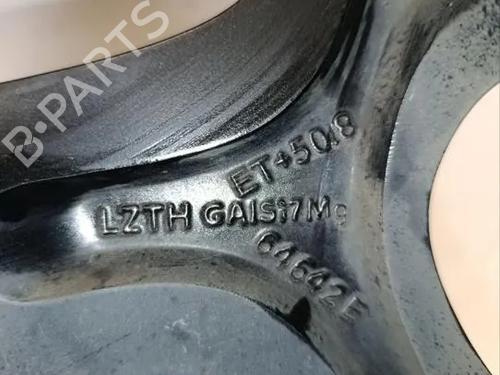 B-PARTS
ET+50,8
LZTH GAlSi7Mg
64642E